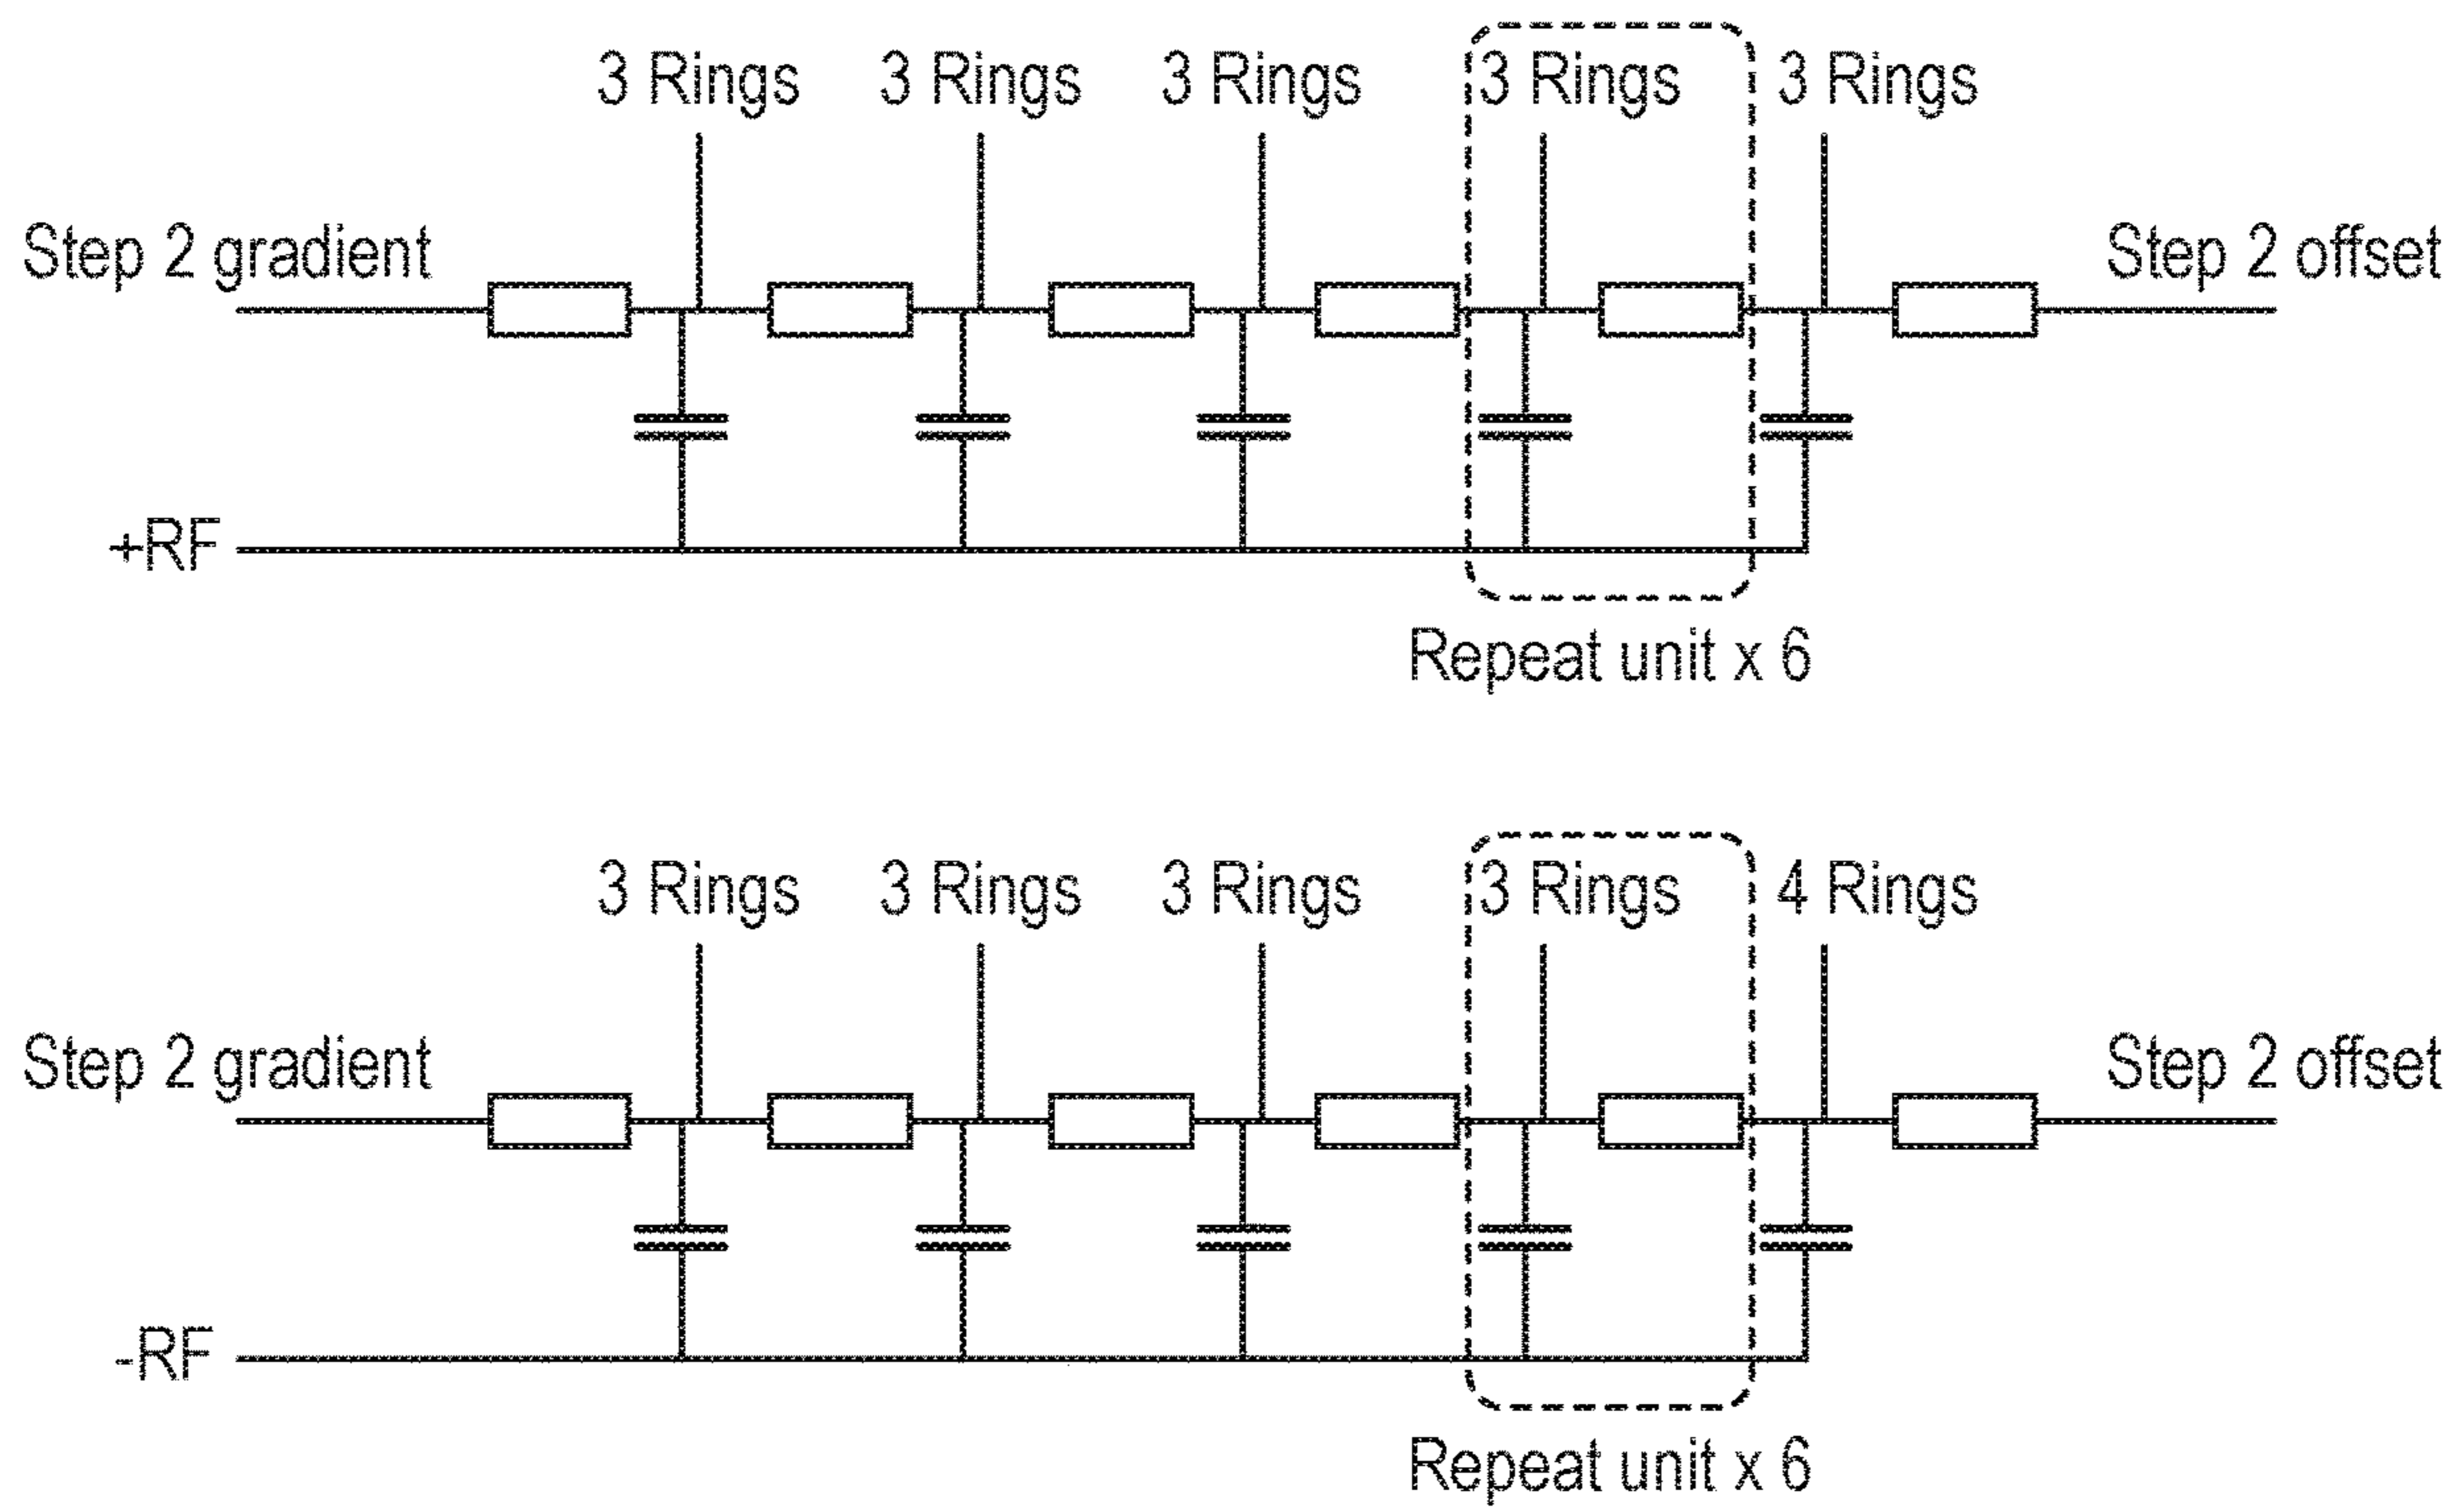 3 Rings 3 Rings 3 Rings 3 Rings 3 Rings
Step 2 gradient Step 2 offset
+RF
Repeat unit x 6
3 Rings 3 Rings 3 Rings 3 Rings 4 Rings
Step 2 gradient Step 2 offset
-RF
Repeat unit x 6